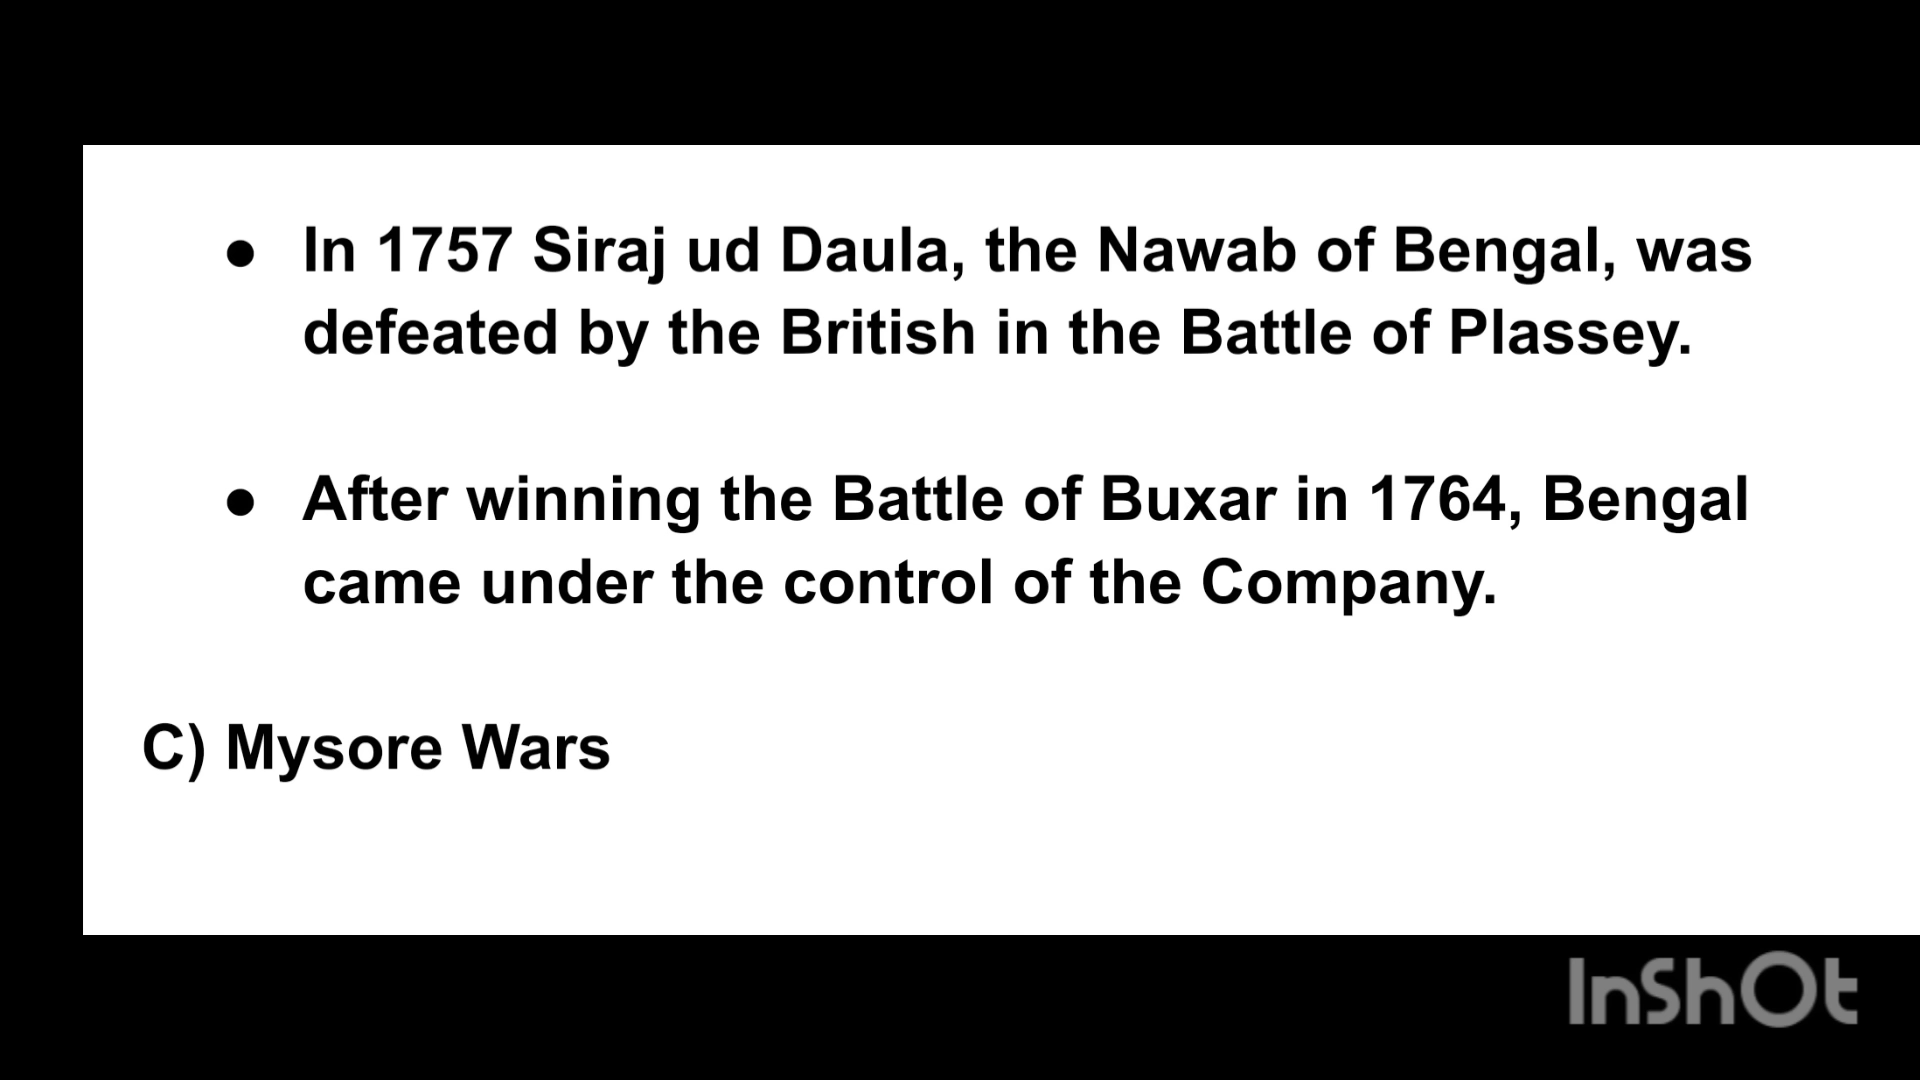 ● In 1757 Siraj ud Daula, the Nawab of Bengal, was
defeated by the British in the Battle of Plassey.
● After winning the Battle of Buxar in 1764, Bengal
came under the control of the Company.
C) Mysore Wars
InShOt